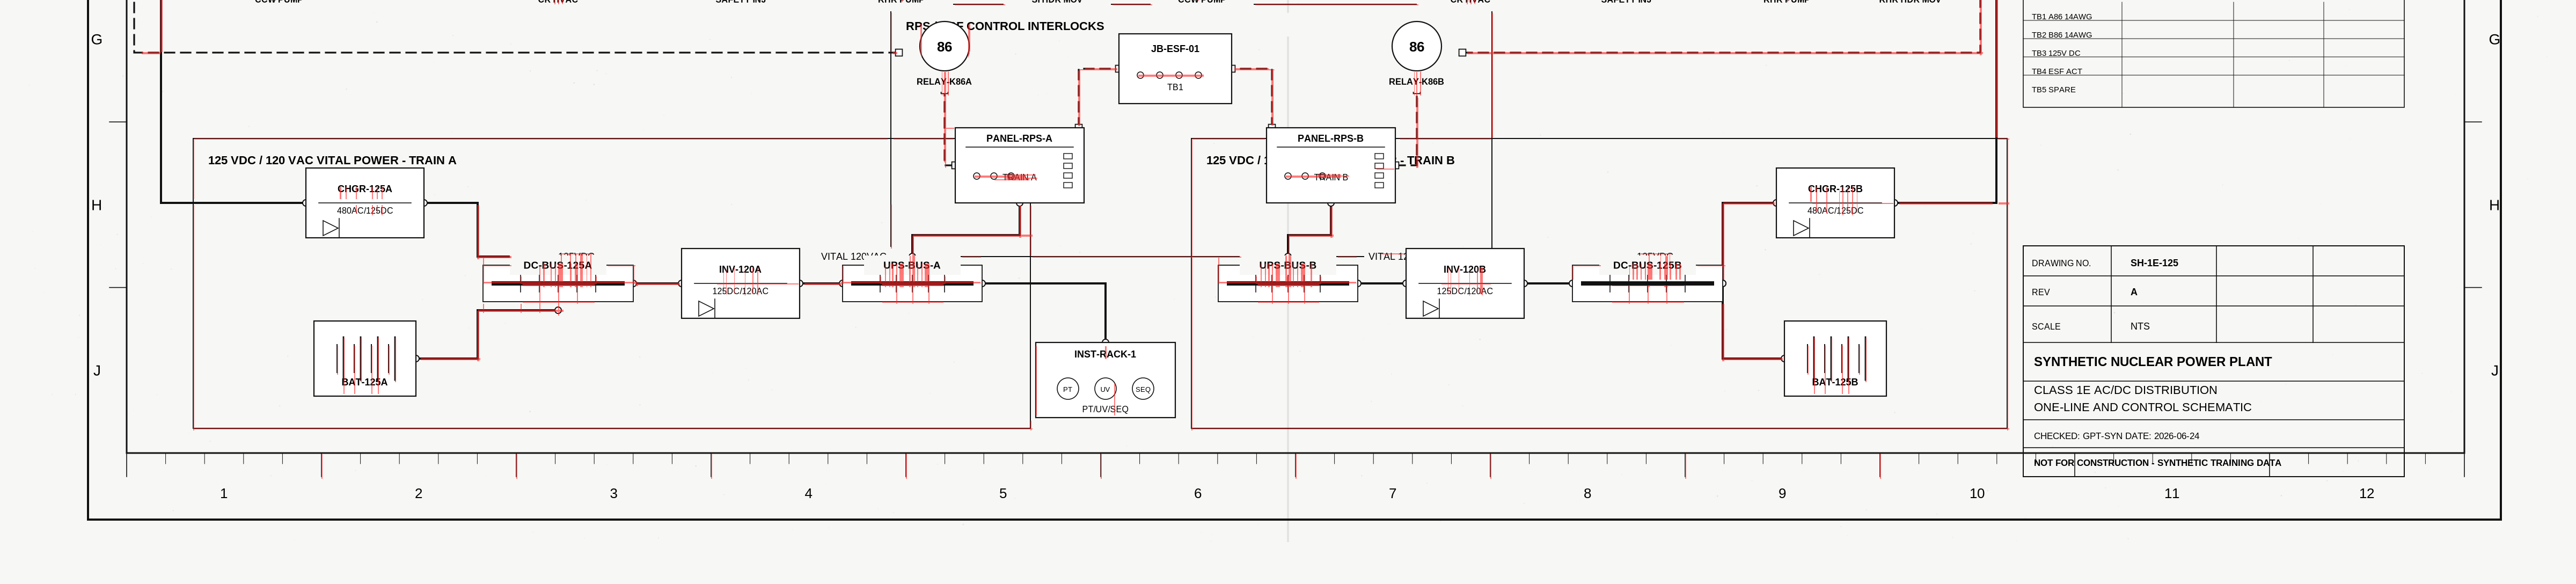 G
RELAY-K86A
86
CONTROL INTERLOCKS
JB-ESF-01
TB1
86
RELAY-K86B
TB1 A86 14AWG
TB2 B86 14AWG
TB3 125V DC
TB4 ESF ACT
TB5 SPARE
G
125 VDC / 120 VAC VITAL POWER - TRAIN A
PANEL-RPS-A
TRAIN A
125 VDC / 1
PANEL-RPS-B
TRAIN B
- TRAIN B
H
CHGR-125A
480AC/125DC
CHGR-125B
480AC/125DC
H
DC-BUS-125A
INV-120A
125DC/120AC
VITAL 120VAC
UPS-BUS-A
UPS-BUS-B
VITAL 12
INV-120B
125DC/120AC
125VDC
DC-BUS-125B
DRAWING NO. SH-1E-125
REV A
SCALE NTS
J
BAT-125A
INST-RACK-1
PT UV SEQ
PT/UV/SEQ
BAT-125B
SYNTHETIC NUCLEAR POWER PLANT
J
CLASS 1E AC/DC DISTRIBUTION
ONE-LINE AND CONTROL SCHEMATIC
CHECKED: GPT-SYN DATE: 2026-06-24
NOT FOR CONSTRUCTION - SYNTHETIC TRAINING DATA
1 2 3 4 5 6 7 8 9 10 11 12